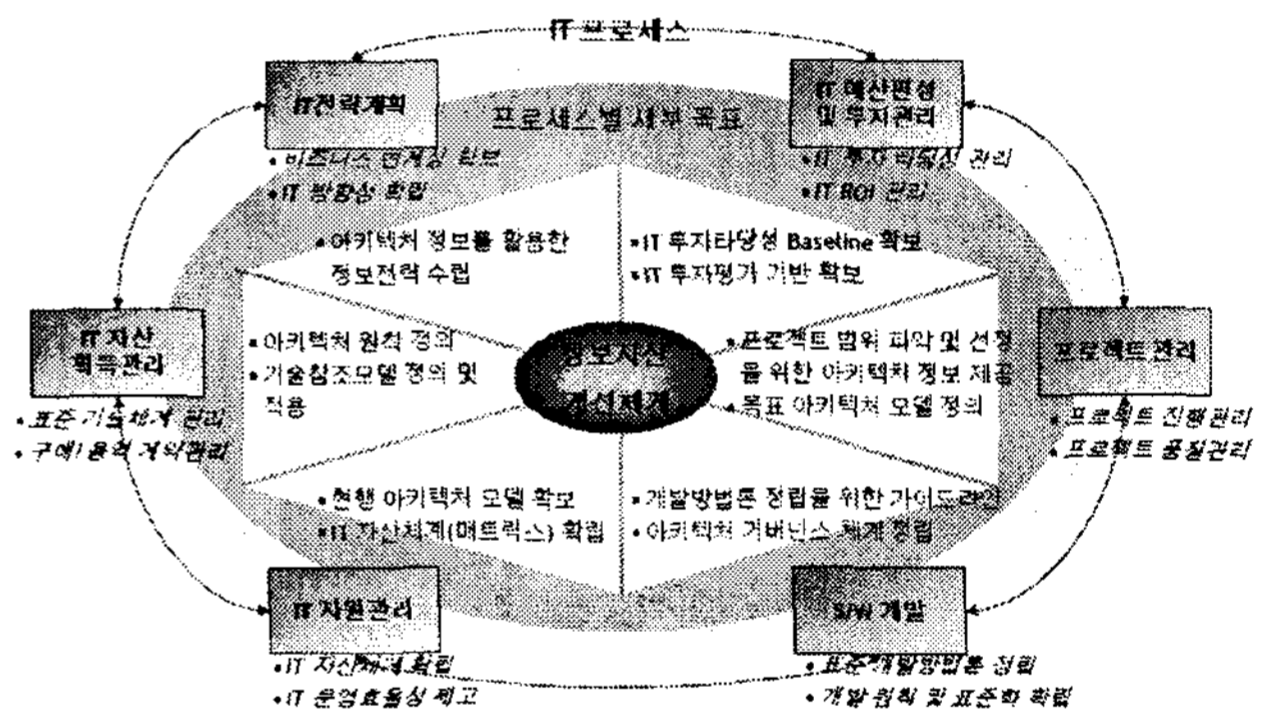 IT 프로세스
IT전략계획
IT 예산편성
및 투자관리
프로세스별 세부 목표
• 비즈니스 연계성 확보
• IT 방향성 확립
• IT 투자 타당성 관리
• IT ROI 관리
• 아키텍처 정보를 활용한
정보전략 수립
• IT 투자타당성 Baseline 확보
• IT 투자평가 기반 확보
IT 자산
획득관리
• 아키텍처 원칙 정의
• 기술참조모델 정의 및
적용
정보자산
• 프로젝트 범위 파악 및 선정
을 위한 아키텍처 정보 제공
• 목표 아키텍처 모델 정의
프로젝트관리
• 표준 기술체계 관리
• 구매/용역 계약관리
• 프로젝트 진행관리
• 프로젝트 품질관리
• 현행 아키텍처 모델 확보
• IT 자산체계(매트릭스) 확립
• 개발방법론 정립을 위한 가이드라인
• 아키텍처 거버넌스 체계 정립
IT 자원관리
S/W 개발
• IT 자산체계 확립
• IT 운영효율성 제고
• 표준 개발방법론 정립
• 개발 원칙 및 표준화 확립